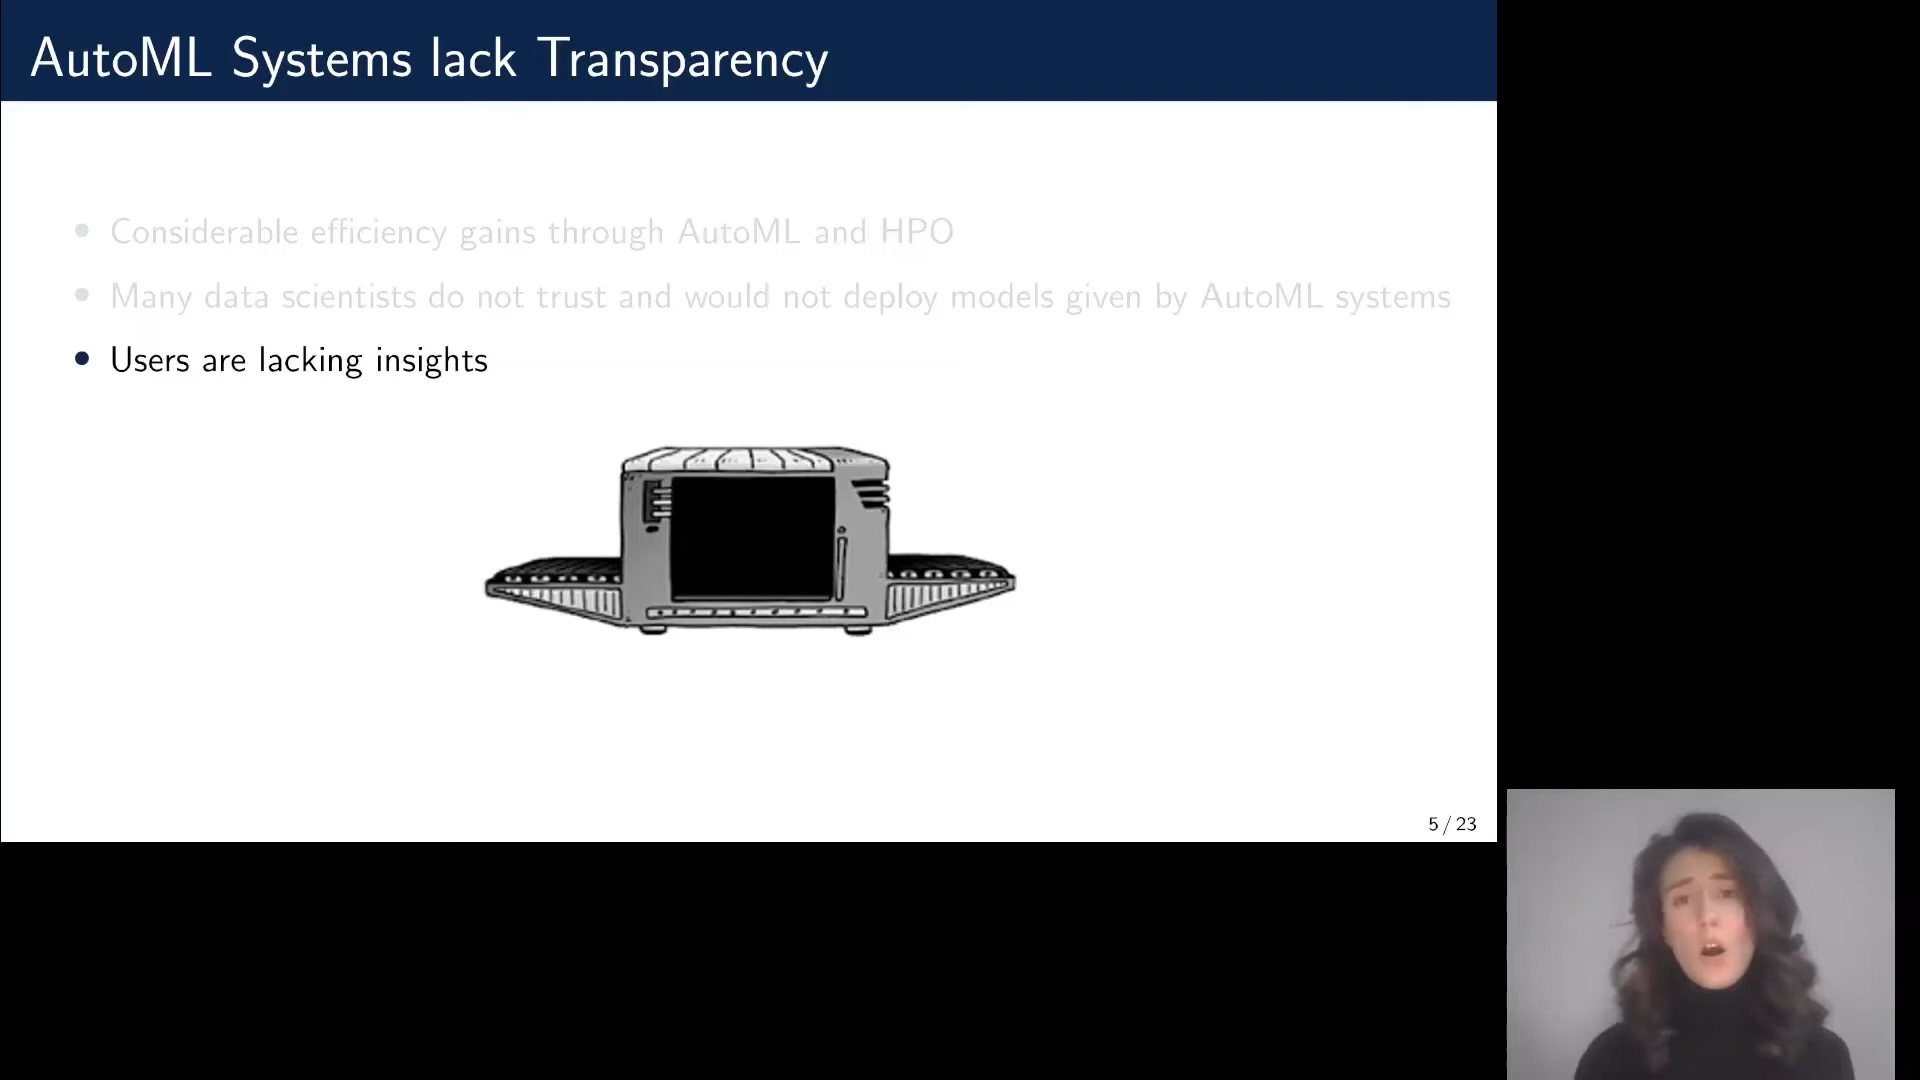 AutoML Systems lack Transparency
• Considerable efficiency gains through AutoML and HPO
• Many data scientists do not trust and would not deploy models given by AutoML systems
• Users are lacking insights
5 / 23